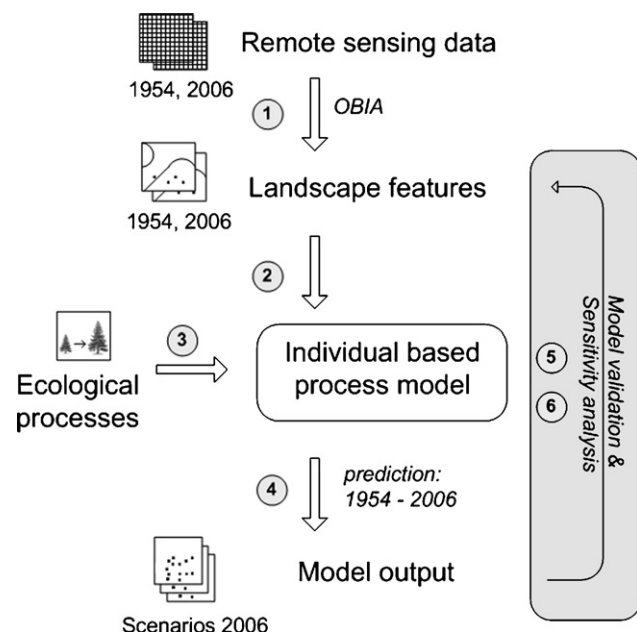 Remote sensing data
1954, 2006
1
OBIA
Landscape features
1954, 2006
2
3
Ecological
processes
Individual based
process model
4
prediction:
1954 - 2006
Model output
Scenarios 2006
5
6
Model validation &
Sensitivity analysis